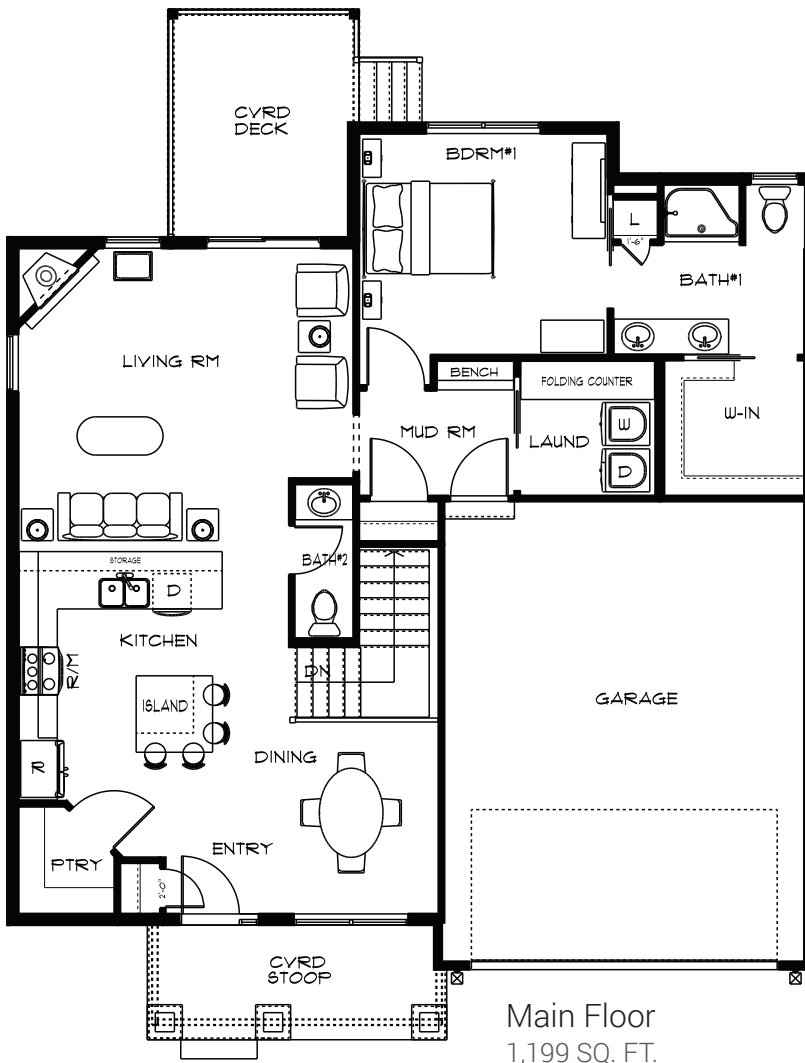 CVRD
DECK
BDRM#1
L
1'-6"
BATH#1
LIVING RM
BENCH
FOLDING COUNTER
W-IN
MUD RM
LAUND
W
D
STORAGE
BATH#2
D
KITCHEN
R/M
DN
ISLAND
GARAGE
DINING
R
ENTRY
PTRY
2'-0"
CVRD
STOOP
Main Floor
1,199 SQ. FT.